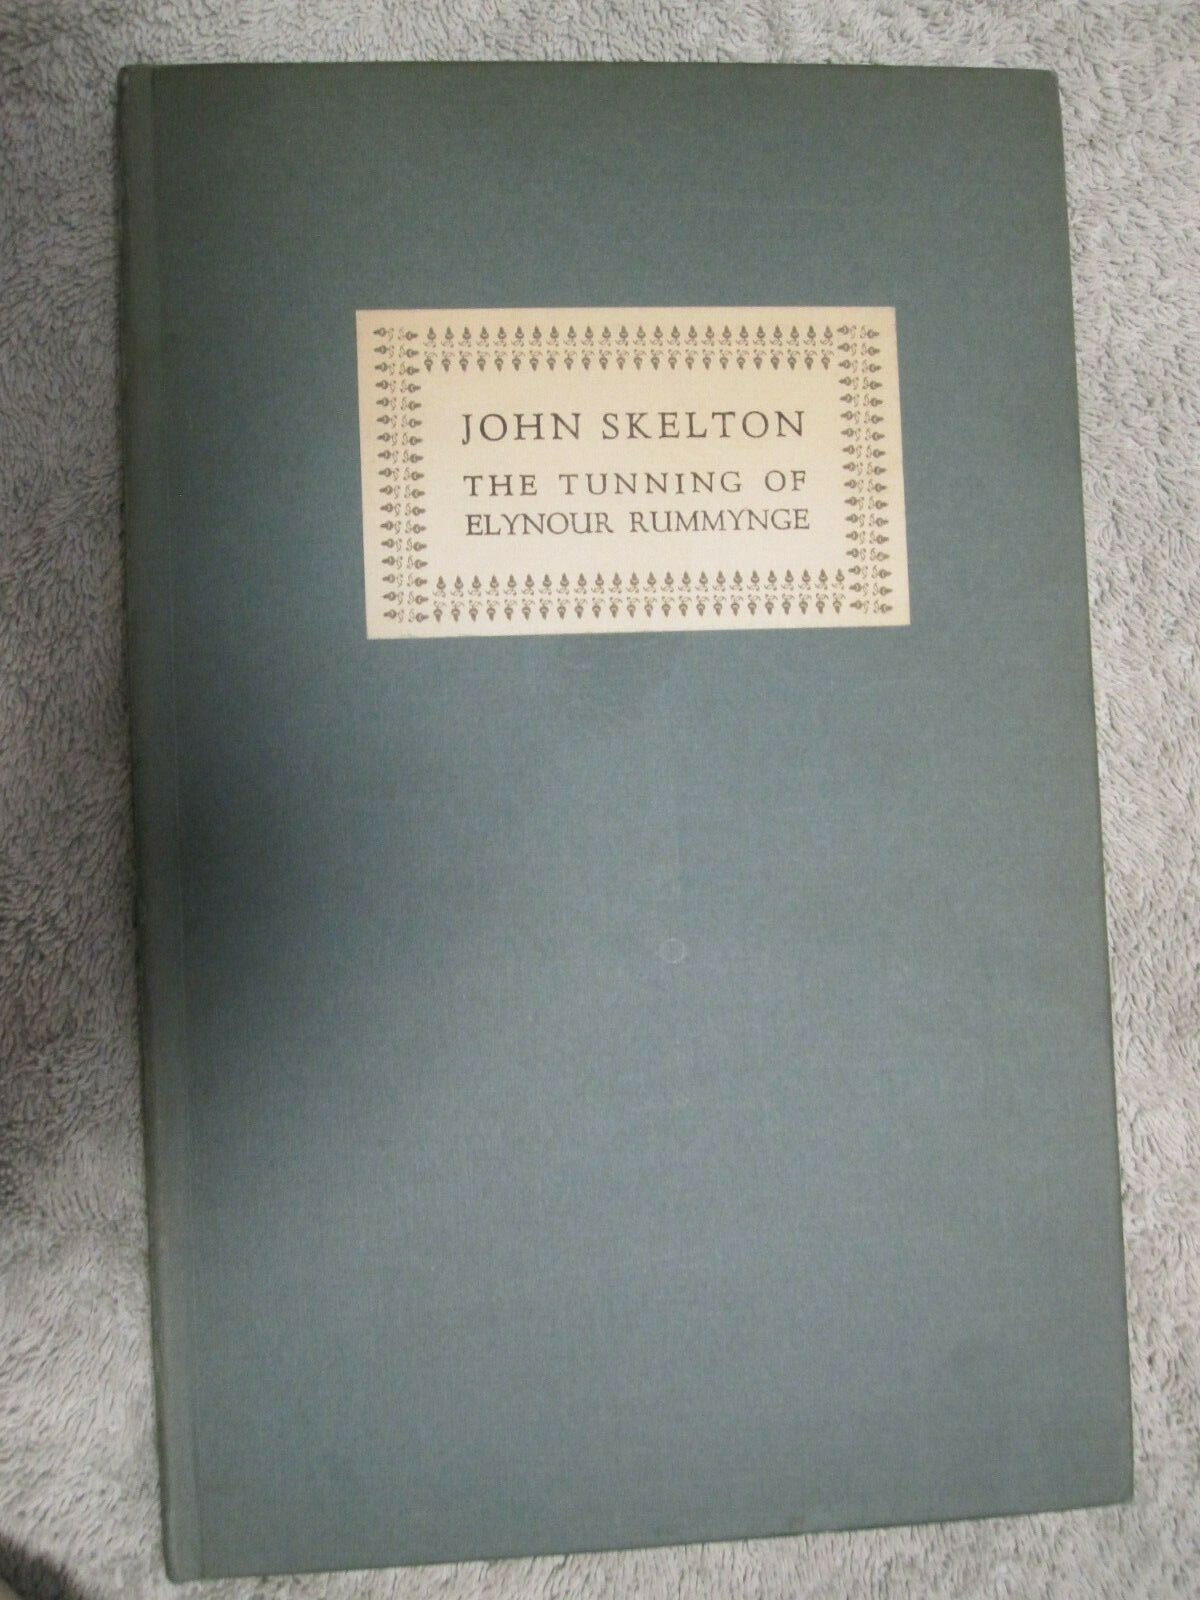 JOHN SKELTON
THE TUNNING OF
ELYNOUR RUMMYNGE